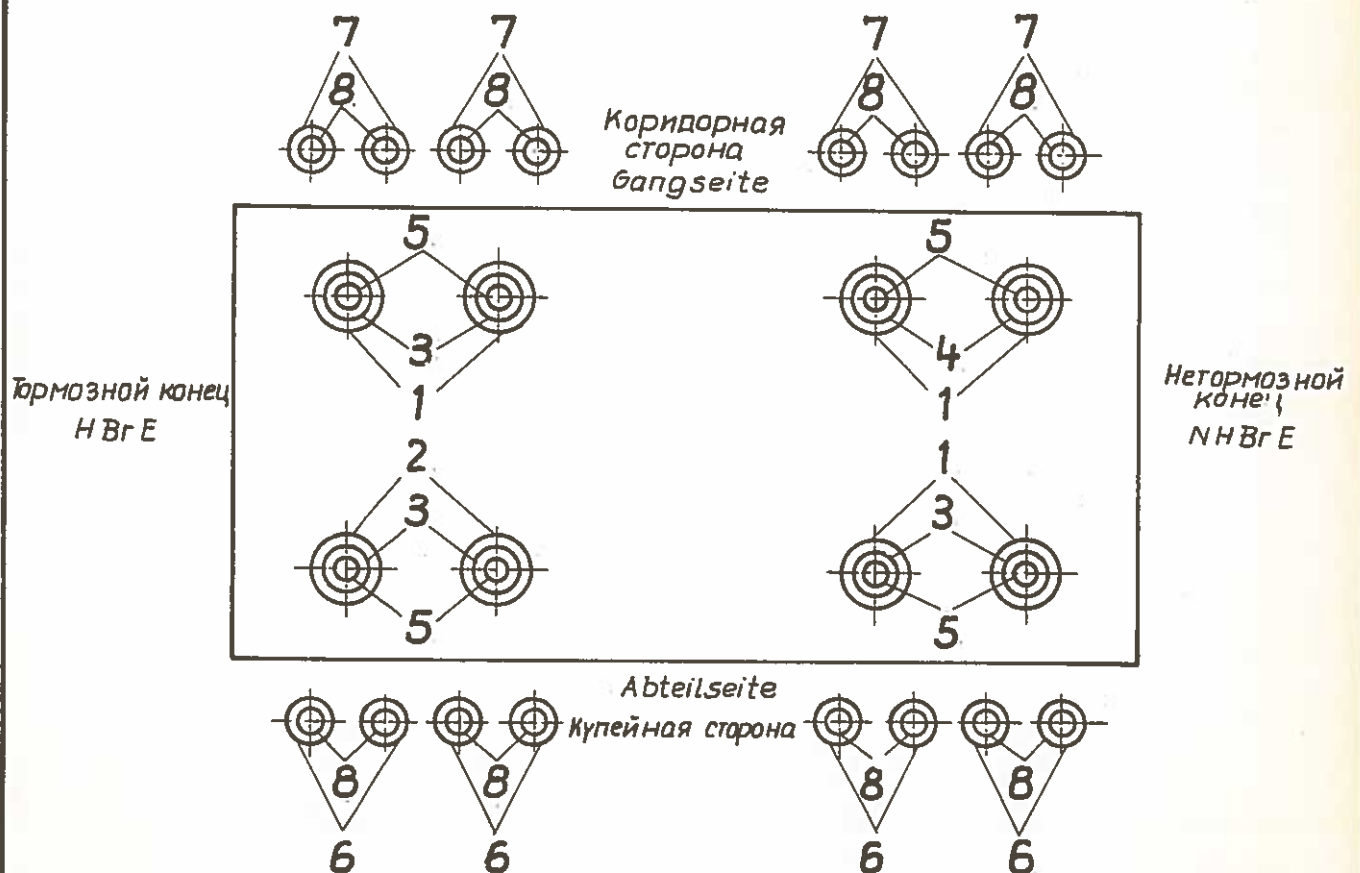 7 7 7 7
8 8 8 8
Коридорная
сторона
Gangseite
5 5
3 4
1 1
Тормозной конец
H Br E
Нетормозной
конец
N H Br E
2 1
3 3
5 5
Abteilseite
Купейная сторона
8 8 8 8
6 6 6 6